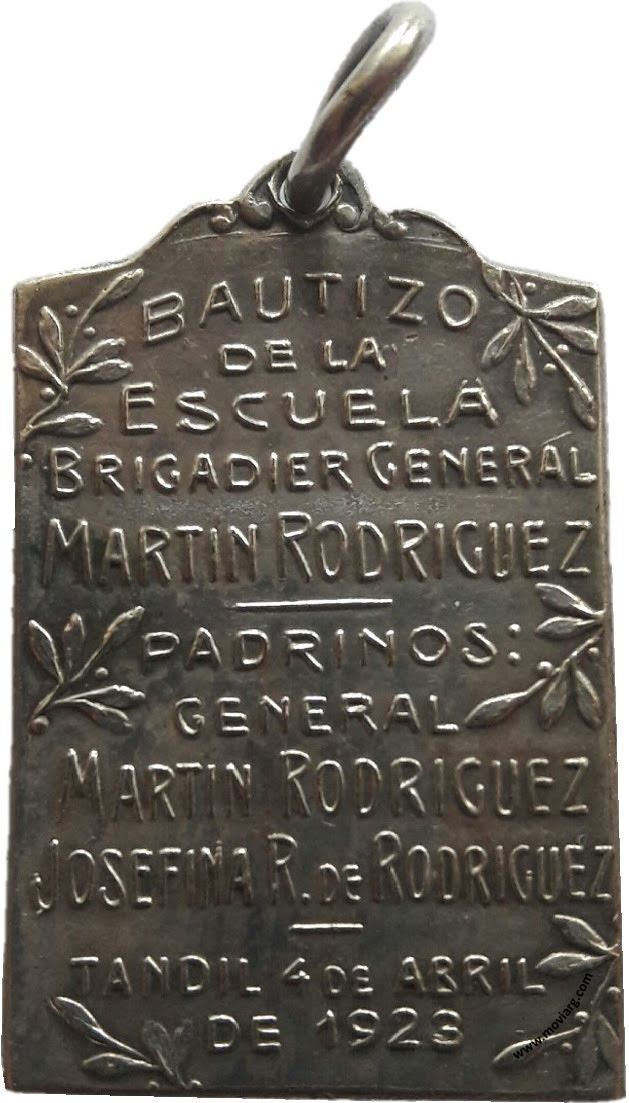 BAUTIZO
DE LA
ESCUELA
BRIGADIER GENERAL
MARTIN RODRIGUEZ
PADRINOS:
GENERAL
MARTIN RODRIGUEZ
JOSEFINA R. DE RODRIGUEZ
TANDIL 4 DE ABRIL
DE 1923
www.moviarg.com